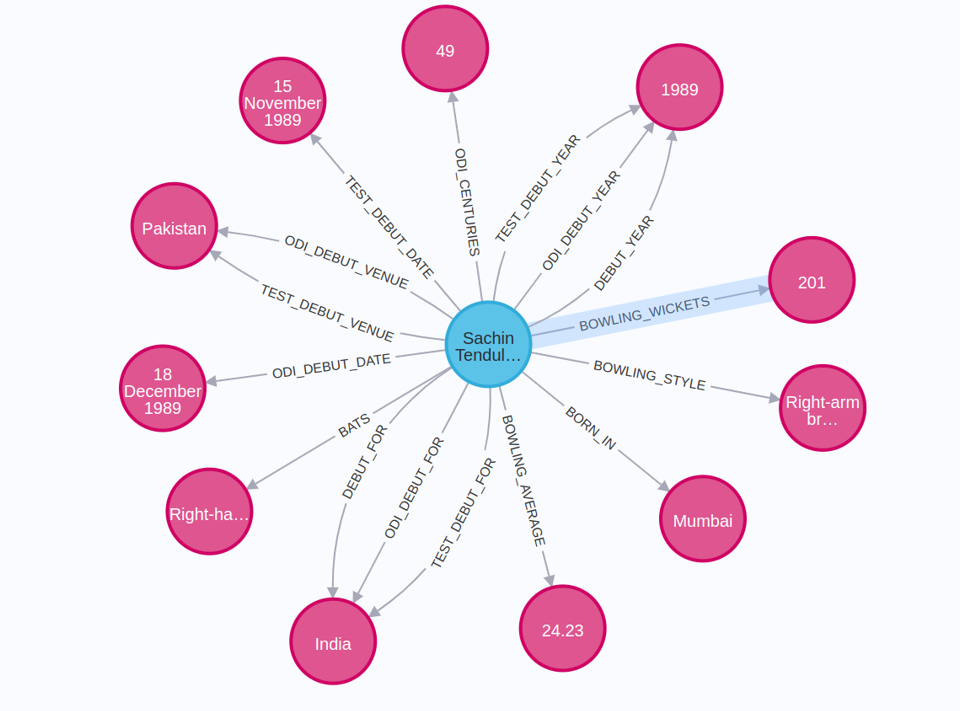 49
15
November
1989
1989
ODI_CENTURIES
TEST_DEBUT_YEAR
ODI_DEBUT_YEAR
DEBUT_YEAR
TEST_DEBUT_DATE
Pakistan
ODI_DEBUT_VENUE
TEST_DEBUT_VENUE
201
BOWLING_WICKETS
Sachin
Tendul…
18
December
1989
ODI_DEBUT_DATE
BOWLING_STYLE
Right-arm
br…
BATS
BORN_IN
DEBUT_FOR
ODI_DEBUT_FOR
TEST_DEBUT_FOR
BOWLING_AVERAGE
Right-ha…
Mumbai
India
24.23